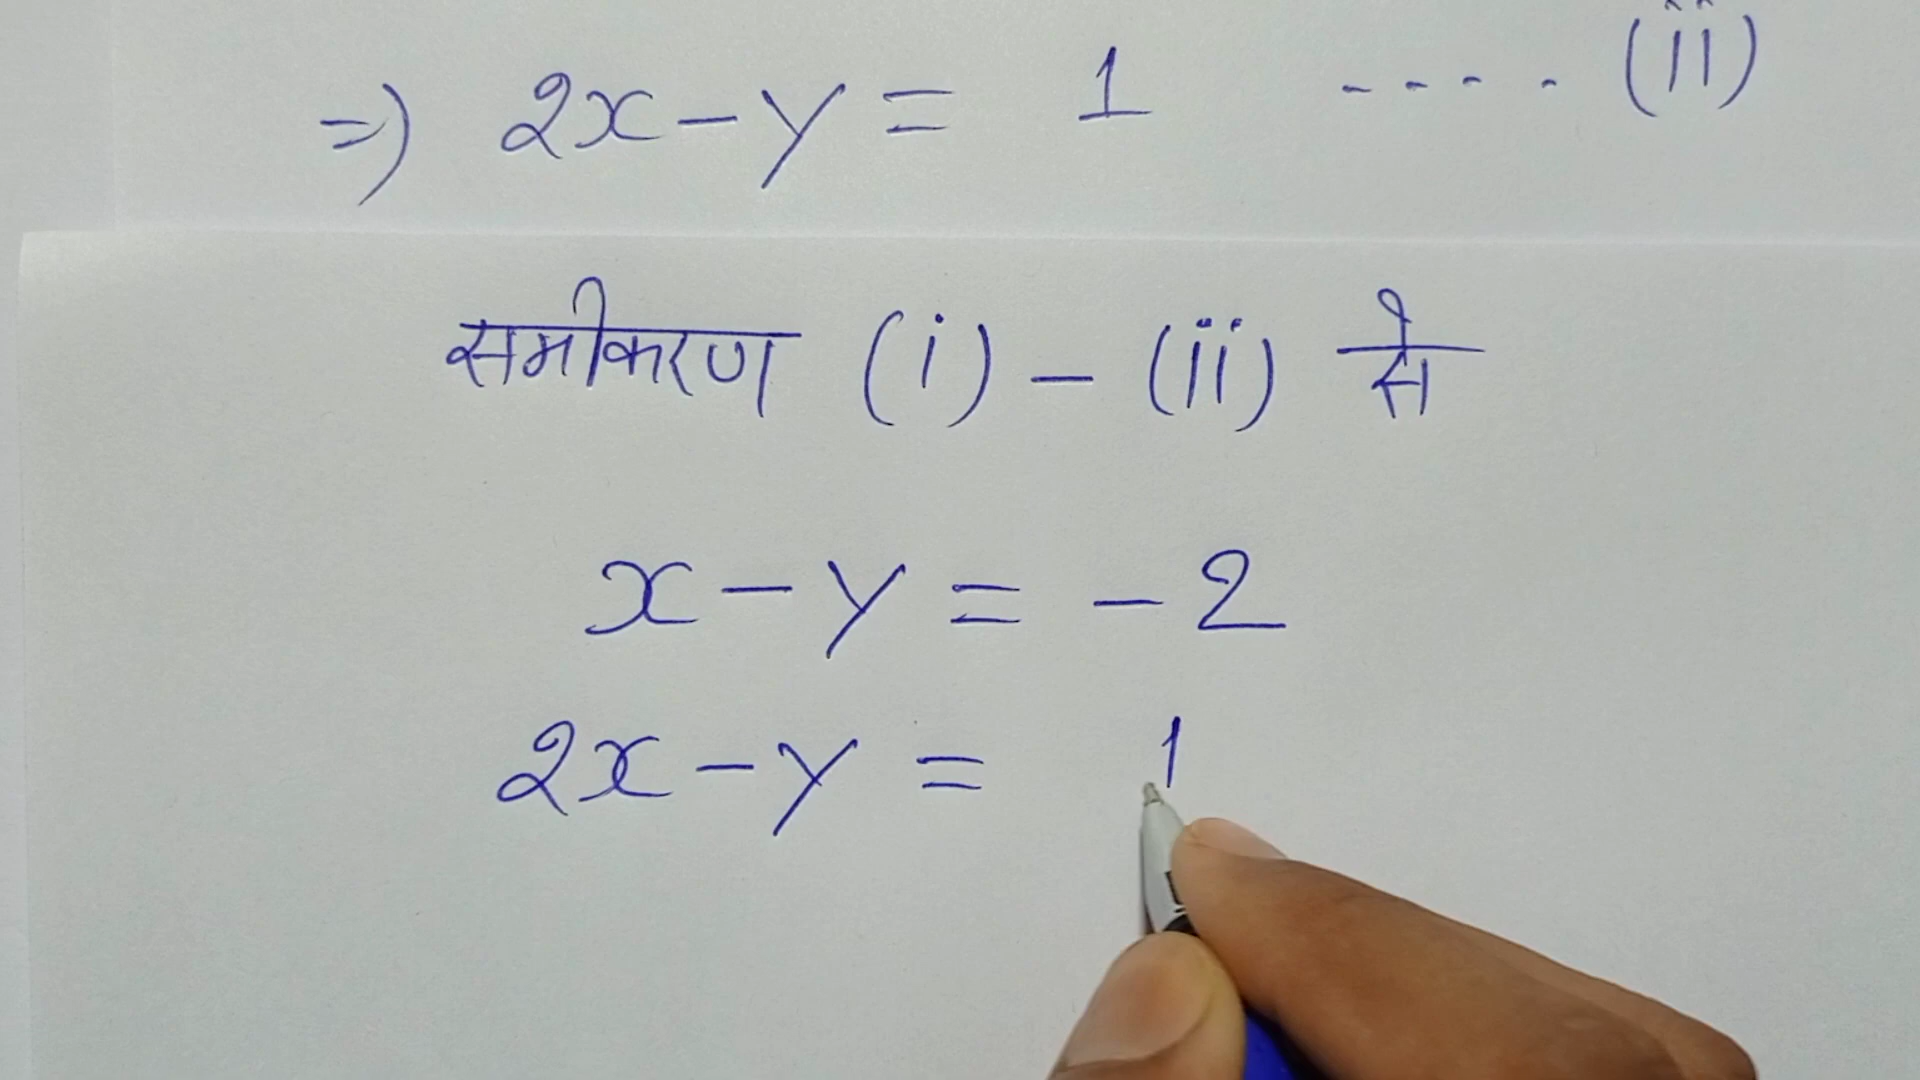 =) 2x - y = 1 ---- (ii)
समीकरण (i) - (ii) से
x - y = - 2
2x - y = 1